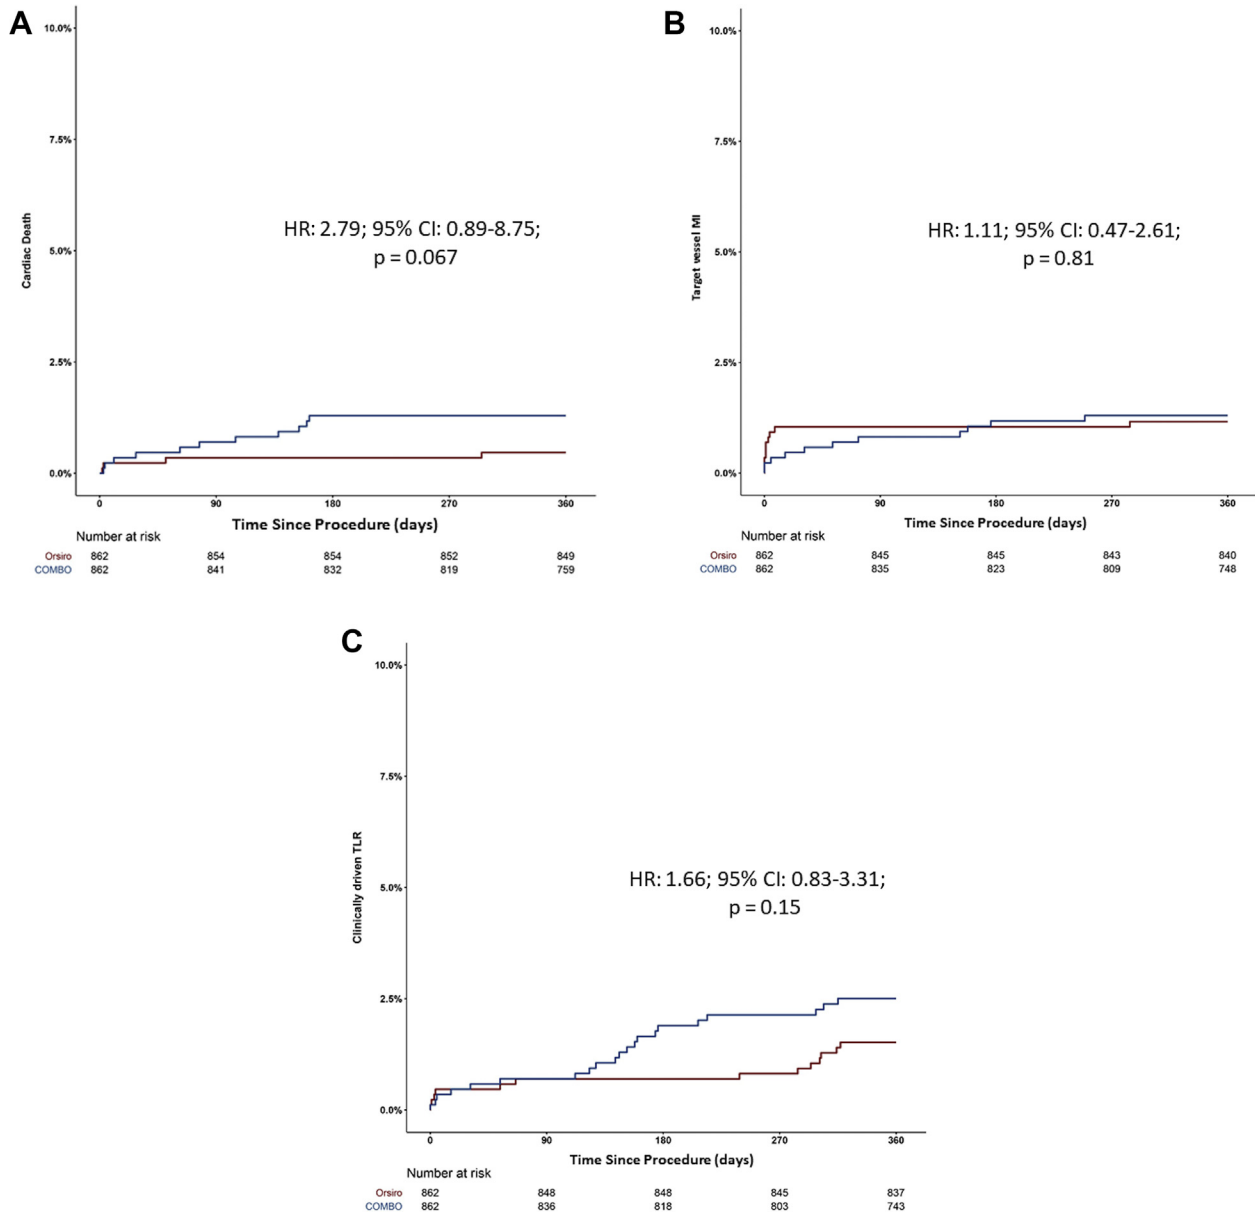 A
10.0%
7.5%
5.0%
2.5%
0.0%
Cardiac Death
HR: 2.79; 95% CI: 0.89-8.75;
p = 0.067
0 90 180 270 360
Time Since Procedure (days)
Number at risk
Orsiro 862 854 854 852 849
COMBO 862 841 832 819 759
B
10.0%
7.5%
5.0%
2.5%
0.0%
Target vessel MI
HR: 1.11; 95% CI: 0.47-2.61;
p = 0.81
0 90 180 270 360
Time Since Procedure (days)
Number at risk
Orsiro 862 845 845 843 840
COMBO 862 835 823 809 748
C
10.0%
7.5%
5.0%
2.5%
0.0%
Clinically driven TLR
HR: 1.66; 95% CI: 0.83-3.31;
p = 0.15
0 90 180 270 360
Time Since Procedure (days)
Number at risk
Orsiro 862 848 848 845 837
COMBO 862 836 818 803 743